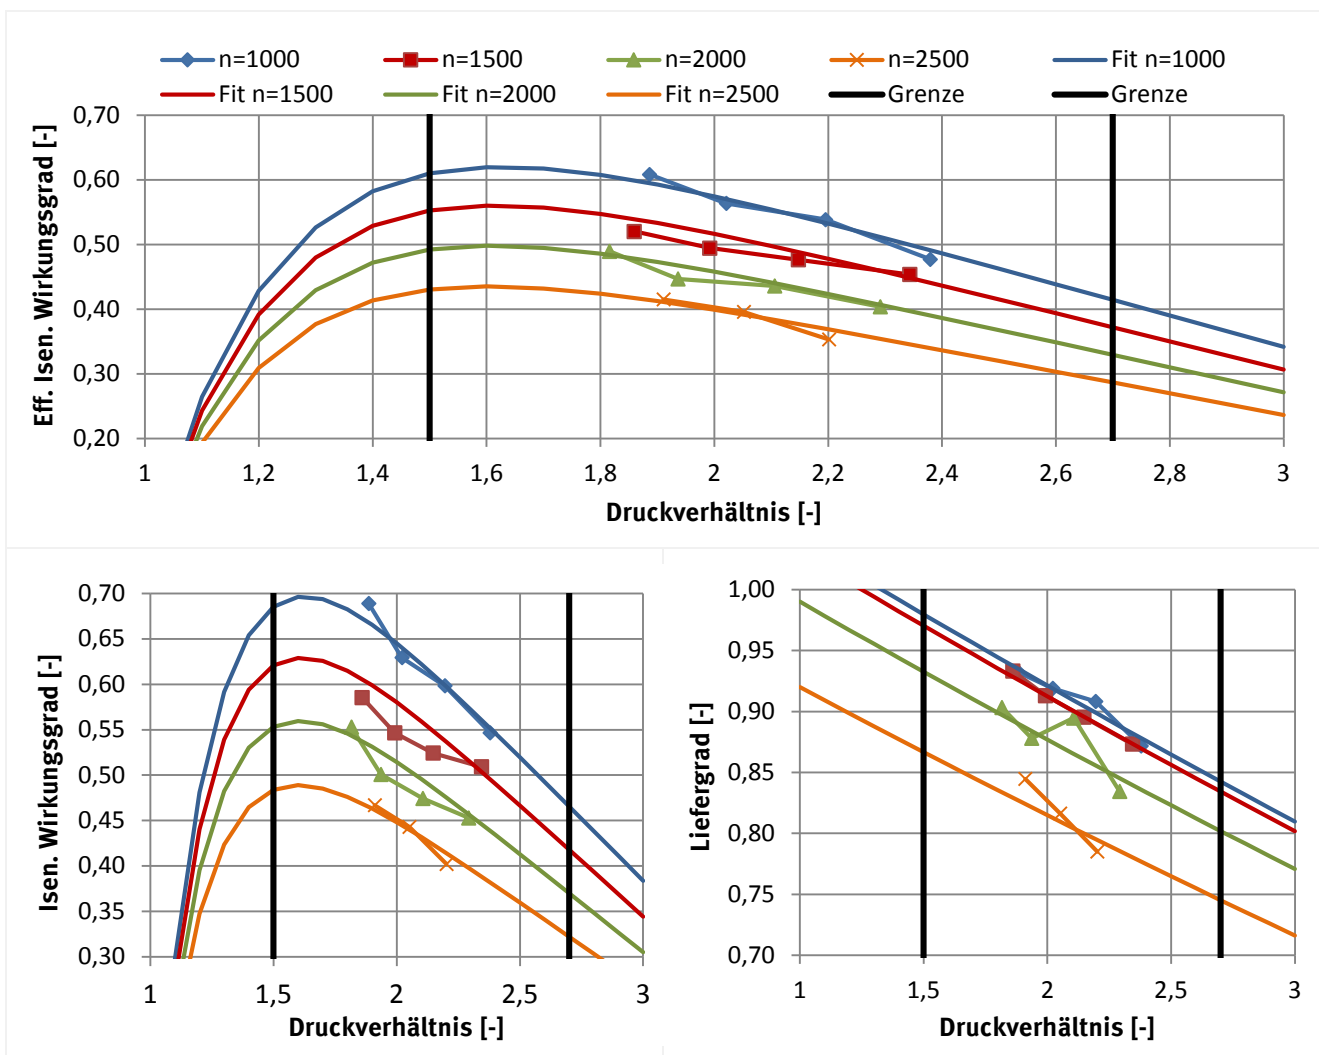 n=1000 n=1500 n=2000 n=2500 Fit n=1000
Fit n=1500 Fit n=2000 Fit n=2500 Grenze Grenze
Eff. Isen. Wirkungsgrad [-]
0,70
0,60
0,50
0,40
0,30
0,20
1 1,2 1,4 1,6 1,8 2 2,2 2,4 2,6 2,8 3
Druckverhältnis [-]
Isen. Wirkungsgrad [-]
0,70
0,65
0,60
0,55
0,50
0,45
0,40
0,35
0,30
1 1,5 2 2,5 3
Druckverhältnis [-]
Liefergrad [-]
1,00
0,95
0,90
0,85
0,80
0,75
0,70
1 1,5 2 2,5 3
Druckverhältnis [-]